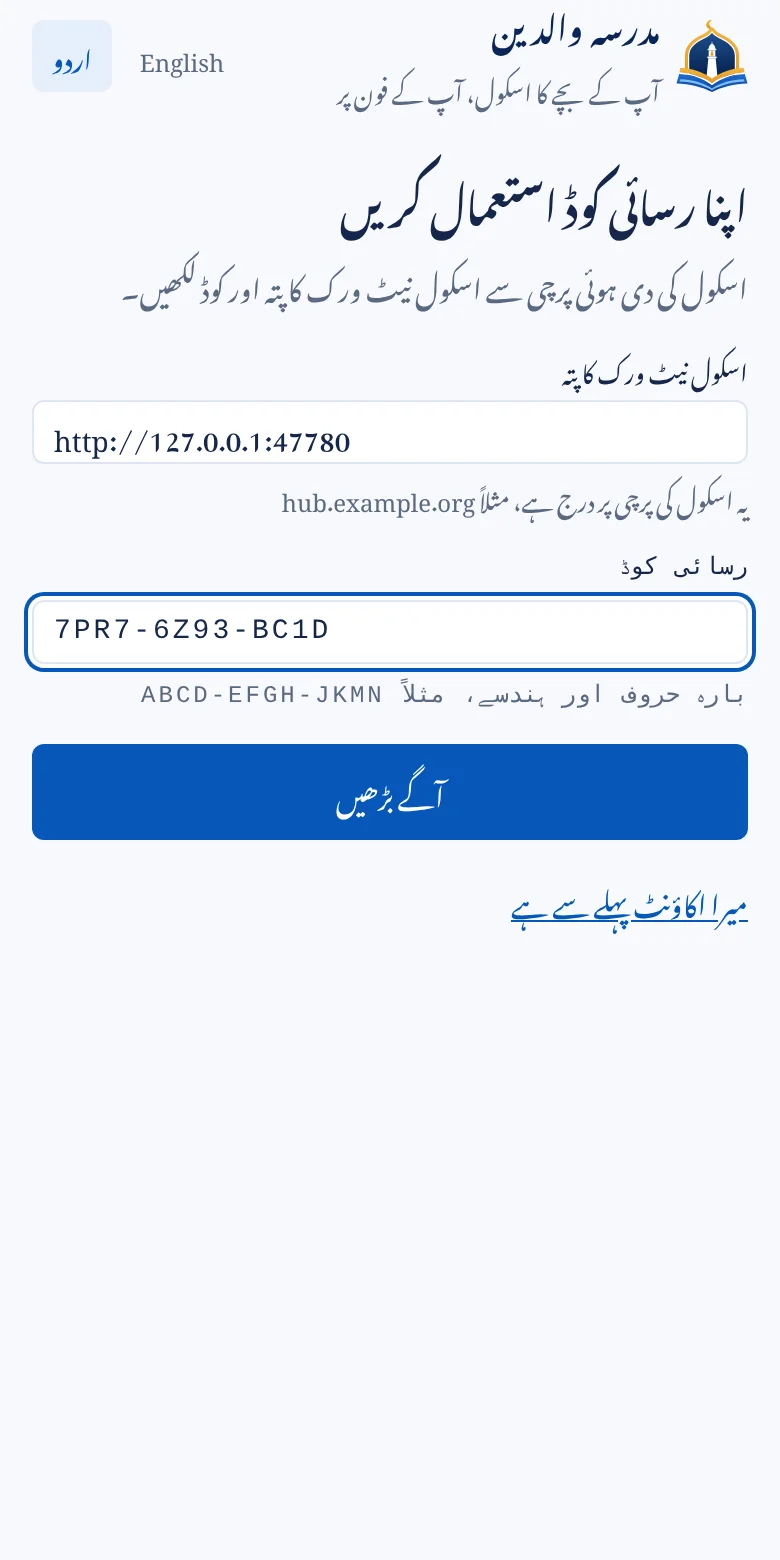 مدرسہ والدین
آپ کے بچے کا اسکول، آپ کے فون پر
English
اردو
اپنا رسائی کوڈ استعمال کریں
اسکول کی دی ہوئی پرچی سے اسکول نیٹ ورک کا پتہ اور کوڈ لکھیں۔
اسکول نیٹ ورک کا پتہ
http://127.0.0.1:47780
یہ اسکول کی پرچی پر درج ہے، مثلاً hub.example.org
رسائی کوڈ
7PR7-6Z93-BC1D
بارہ حروف اور ہندسے، مثلاً ABCD-EFGH-JKMN
آگے بڑھیں
میرا اکاؤنٹ پہلے سے ہے